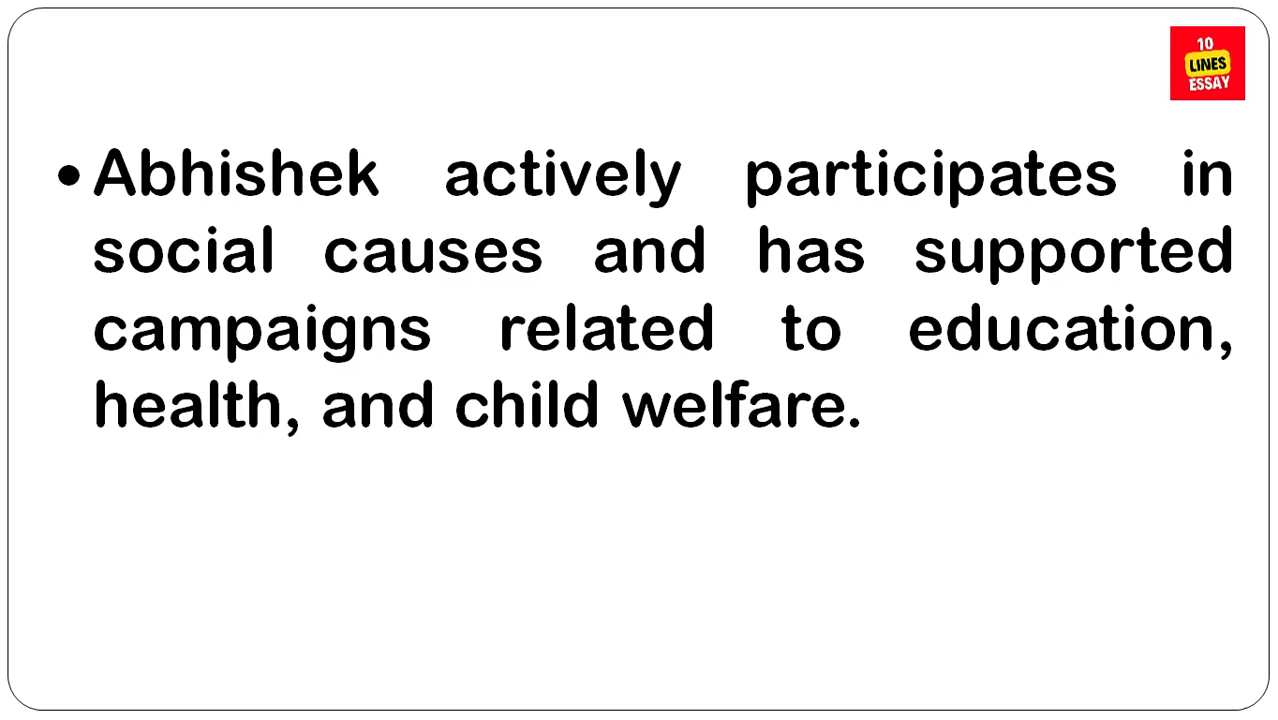 10
LINES
ESSAY
• Abhishek actively participates in
social causes and has supported
campaigns related to education,
health, and child welfare.